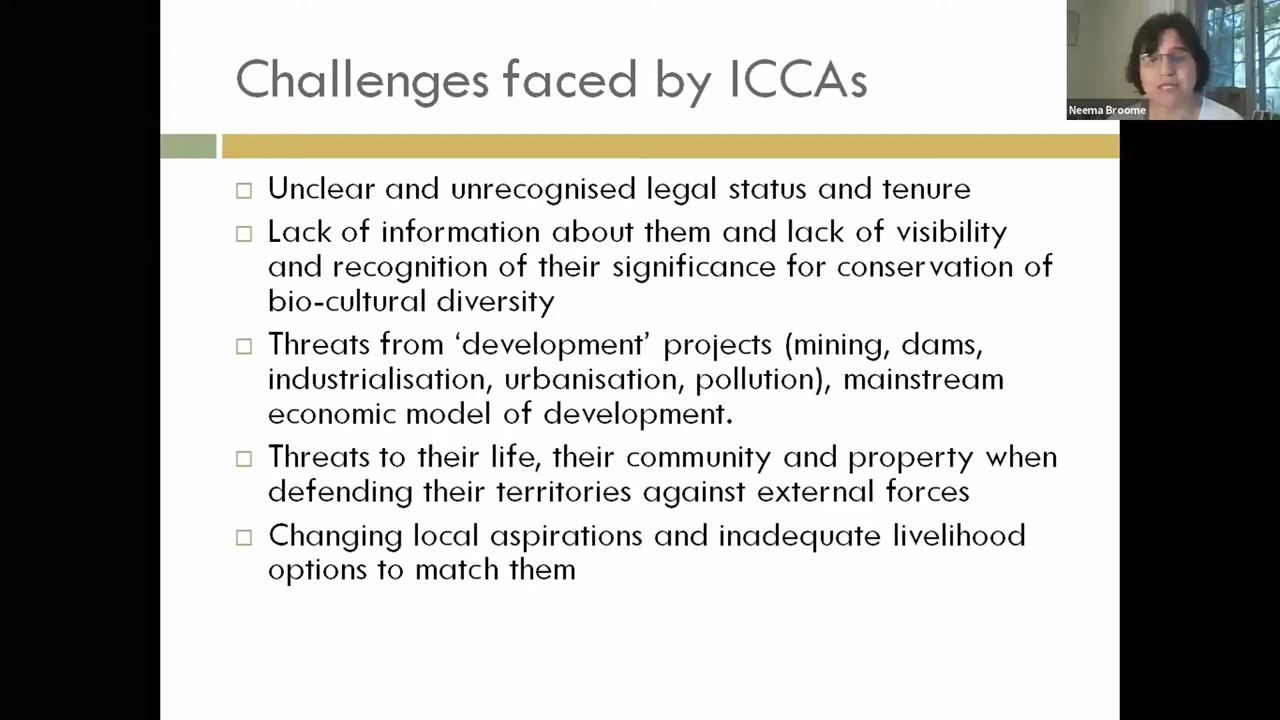 Challenges faced by ICCAs
Neema Broome
Unclear and unrecognised legal status and tenure
Lack of information about them and lack of visibility
and recognition of their significance for conservation of
bio-cultural diversity
Threats from ‘development’ projects (mining, dams,
industrialisation, urbanisation, pollution), mainstream
economic model of development.
Threats to their life, their community and property when
defending their territories against external forces
Changing local aspirations and inadequate livelihood
options to match them